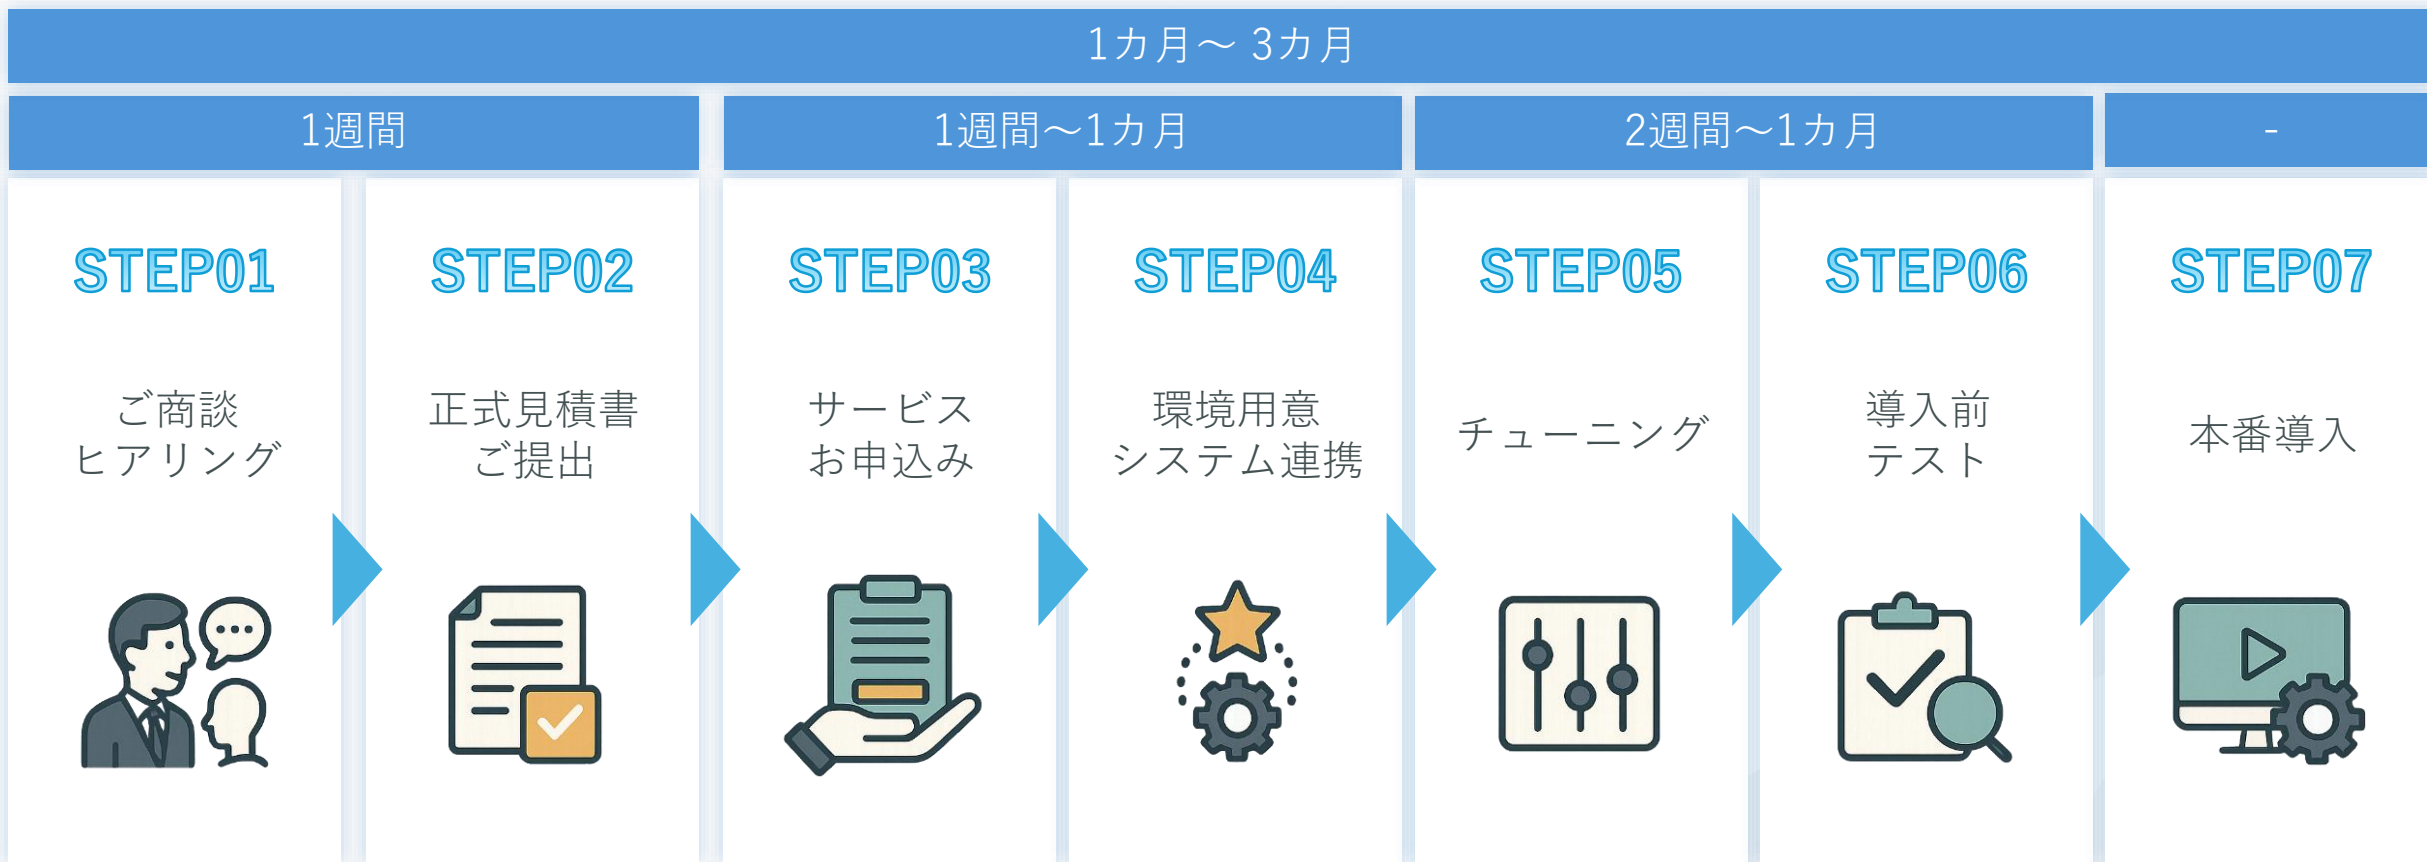 1カ月～ 3カ月
1週間
1週間～1カ月
2週間～1カ月
-
STEP01
ご商談
ヒアリング
STEP02
正式見積書
ご提出
STEP03
サービス
お申込み
STEP04
環境用意
システム連携
STEP05
チューニング
STEP06
導入前
テスト
STEP07
本番導入